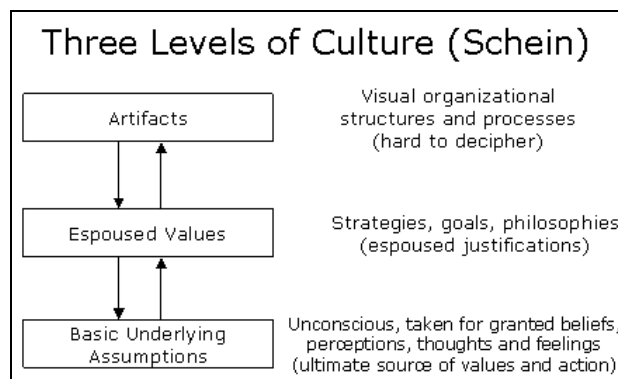 Three Levels of Culture (Schein)
Artifacts
Visual organizational
structures and processes
(hard to decipher)
Espoused Values
Strategies, goals, philosophies
(espoused justifications)
Basic Underlying
Assumptions
Unconscious, taken for granted beliefs,
perceptions, thoughts and feelings
(ultimate source of values and action)